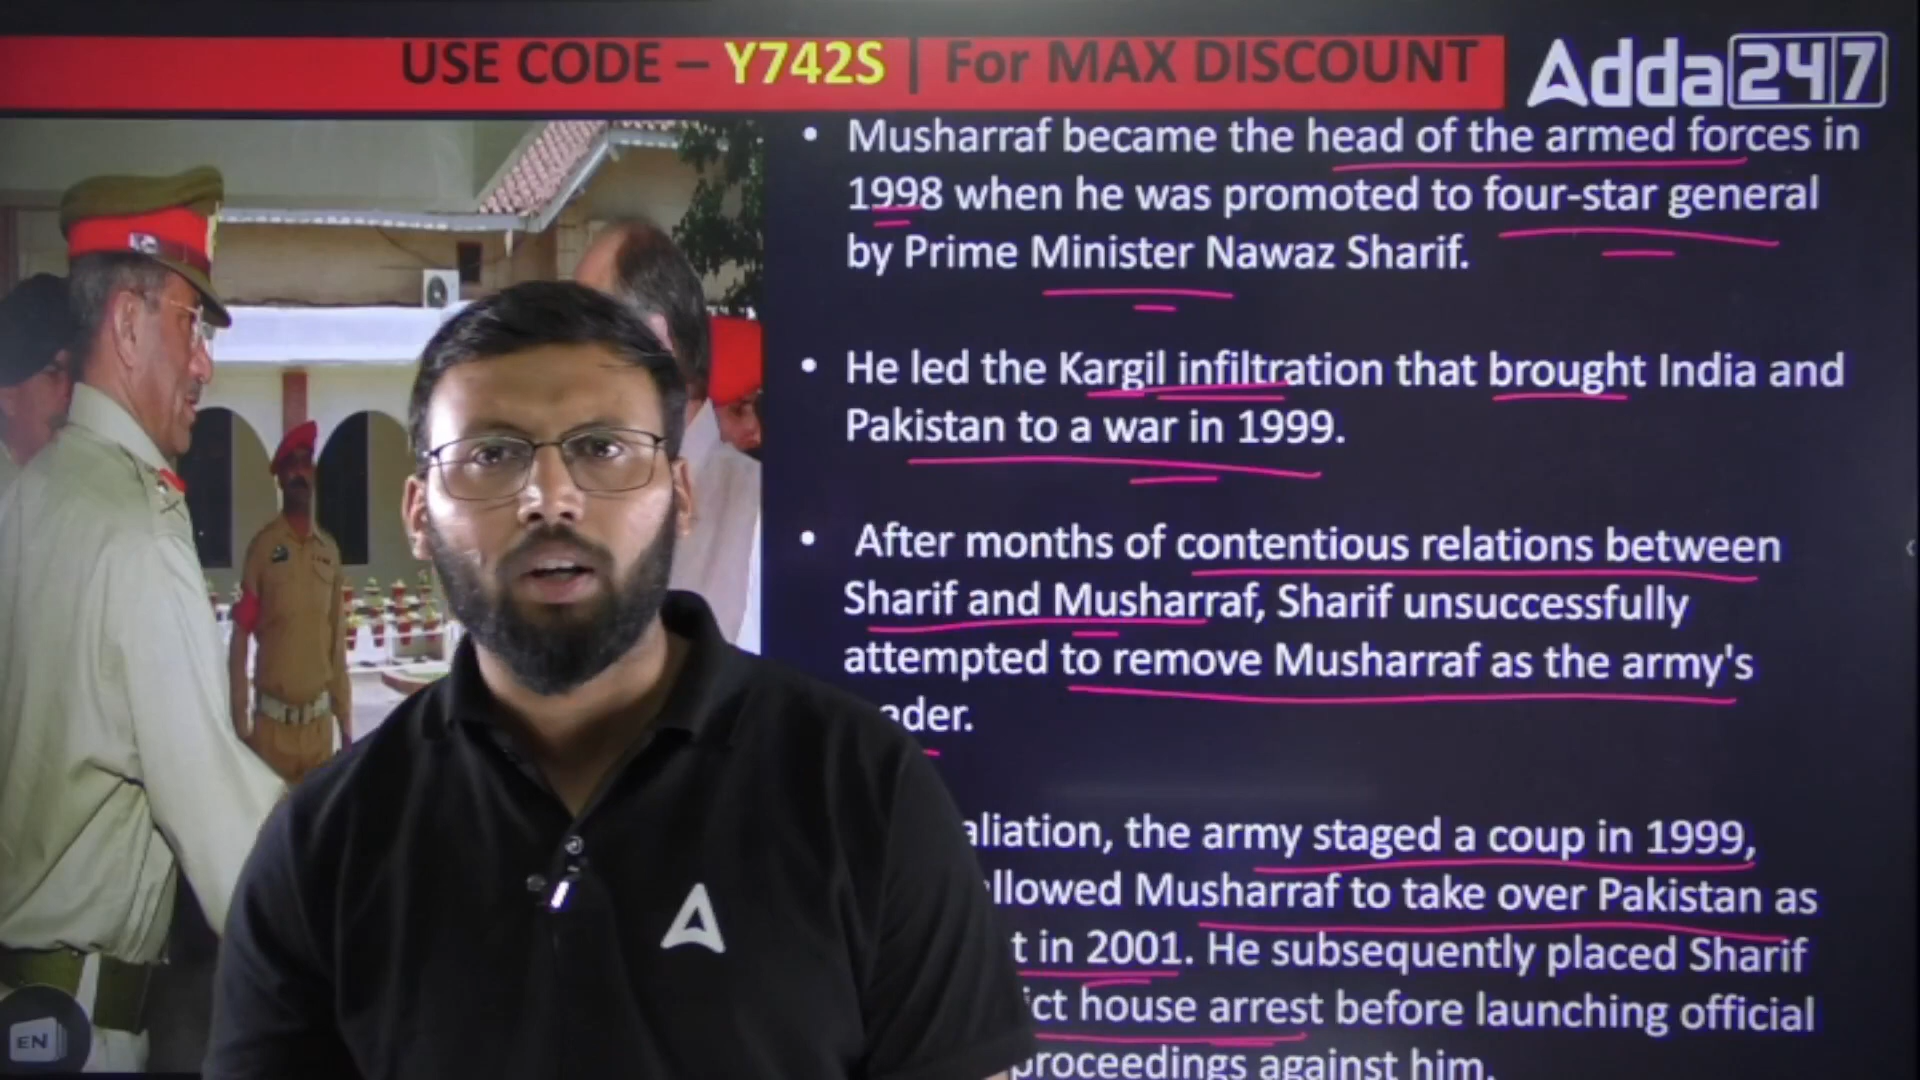 USE CODE – Y742S | For MAX DISCOUNT
Adda247
• Musharraf became the head of the armed forces in
1998 when he was promoted to four-star general
by Prime Minister Nawaz Sharif.
• He led the Kargil infiltration that brought India and
Pakistan to a war in 1999.
• After months of contentious relations between
Sharif and Musharraf, Sharif unsuccessfully
attempted to remove Musharraf as the army's
ader.
aliation, the army staged a coup in 1999,
llowed Musharraf to take over Pakistan as
t in 2001. He subsequently placed Sharif
ict house arrest before launching official
proceedings against him.
EN